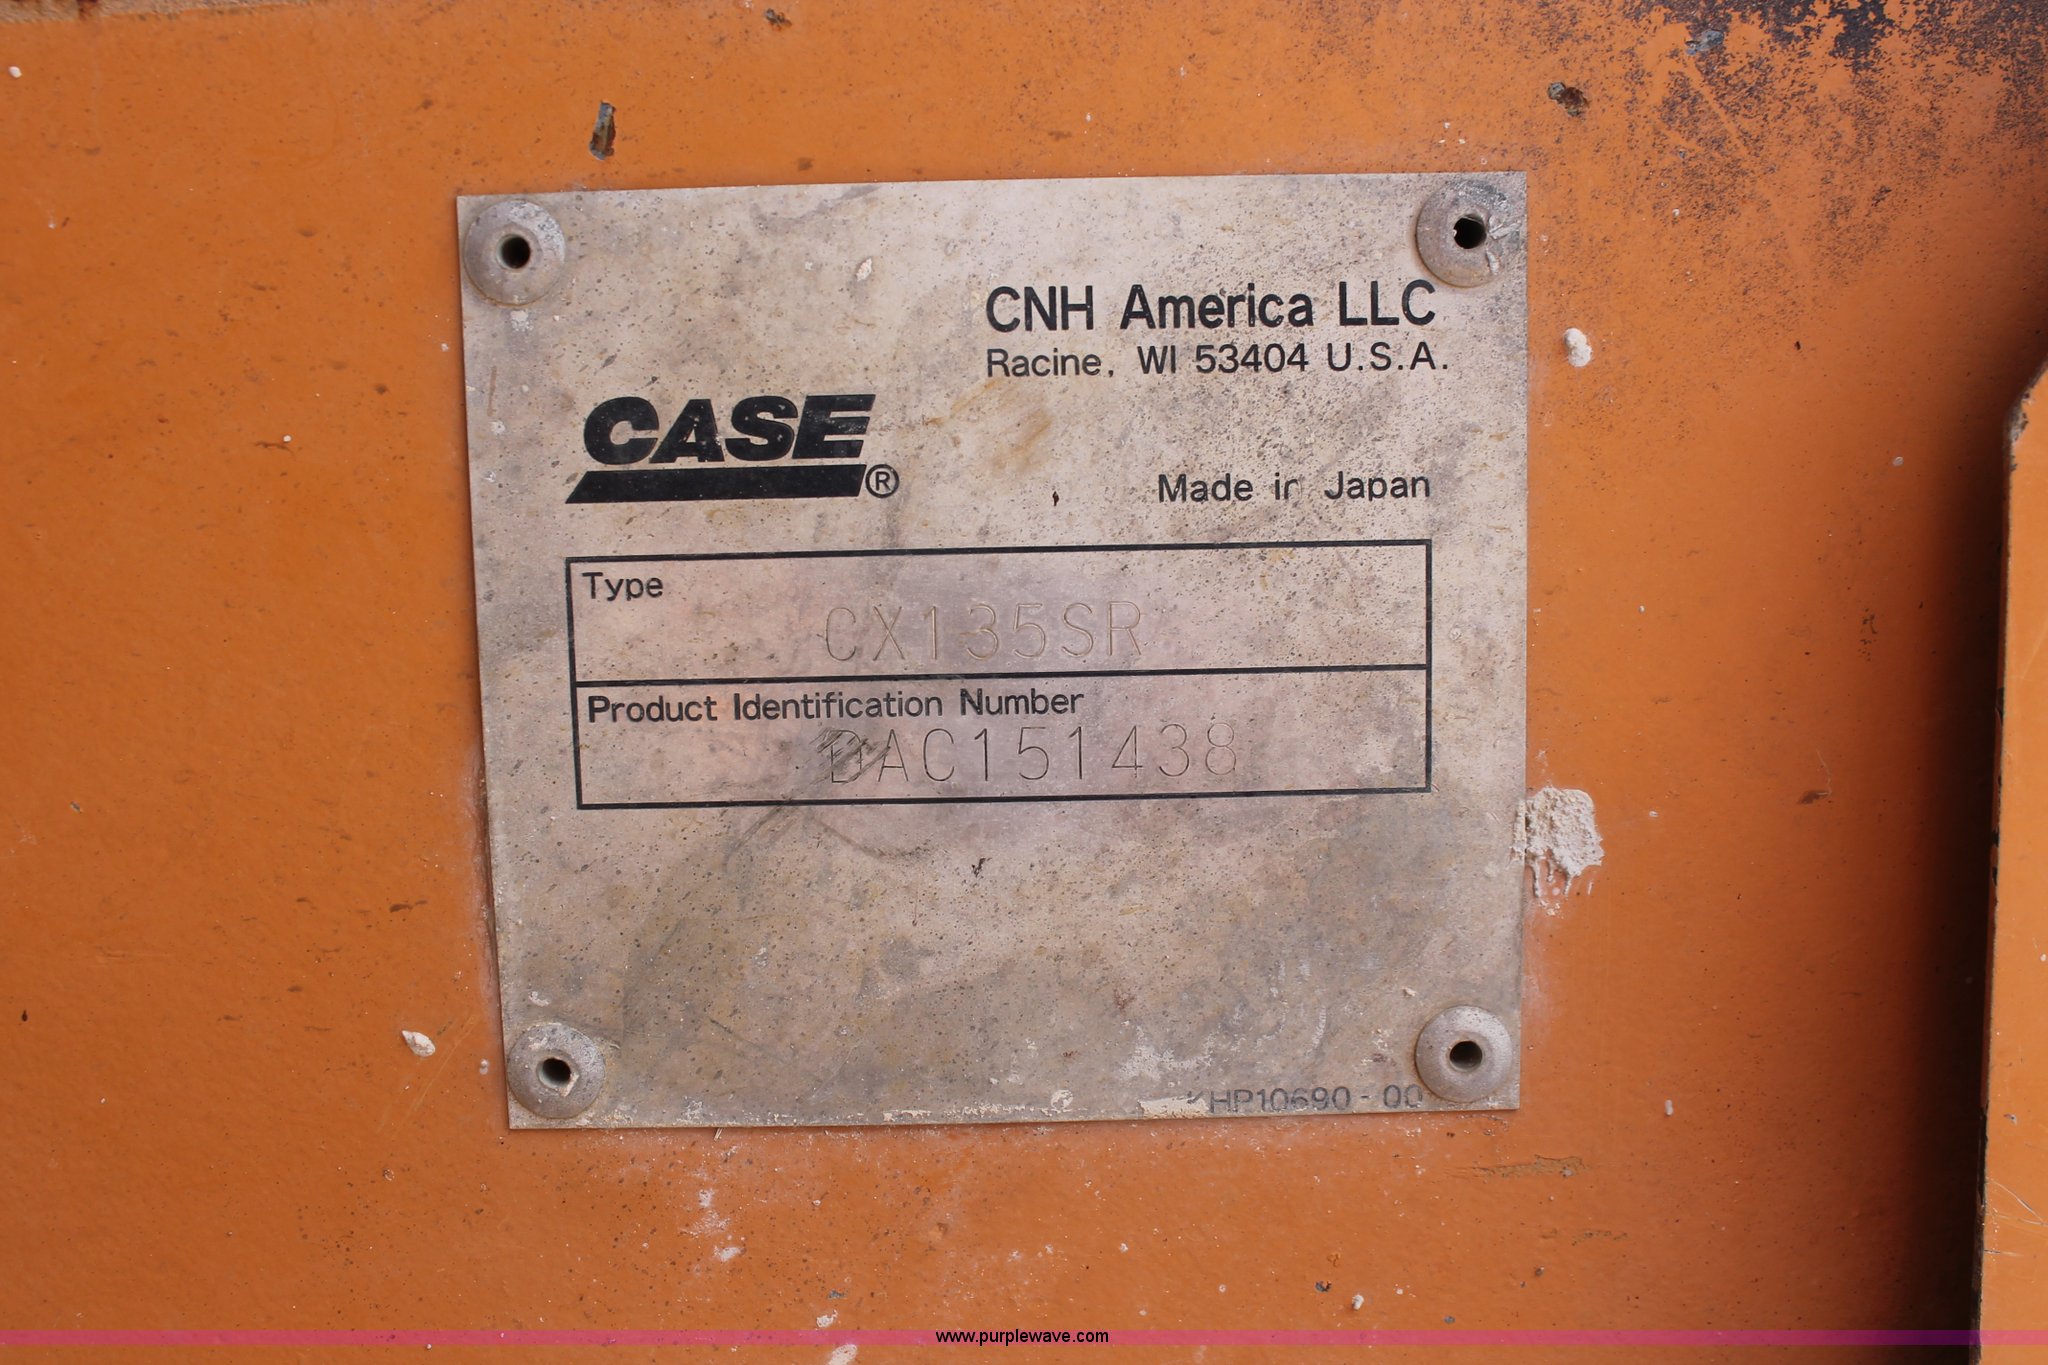 CNH America LLC
Racine, WI 53404 U.S.A.
CASE®
Made in Japan
Type
CX135SR
Product Identification Number
DAC151438
KHP10690-00
www.purplewave.com